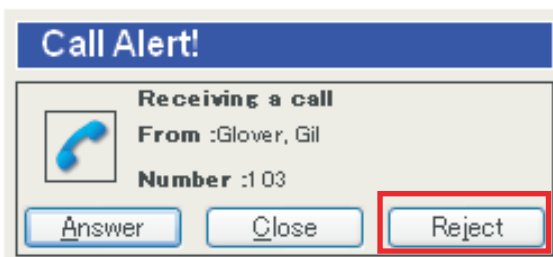 Call Alert!
Receiving a call
From :Glover, Gil
Number :103
Answer Close Reject